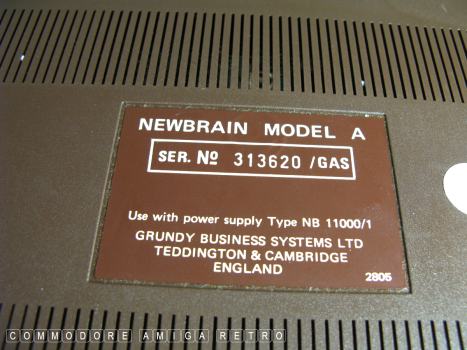 NEWBRAIN MODEL A
SER. Nº 313620 /GAS
Use with power supply Type NB 11000/1
GRUNDY BUSINESS SYSTEMS LTD
TEDDINGTON & CAMBRIDGE
ENGLAND
2805
COMMODORE AMIGA RETRO